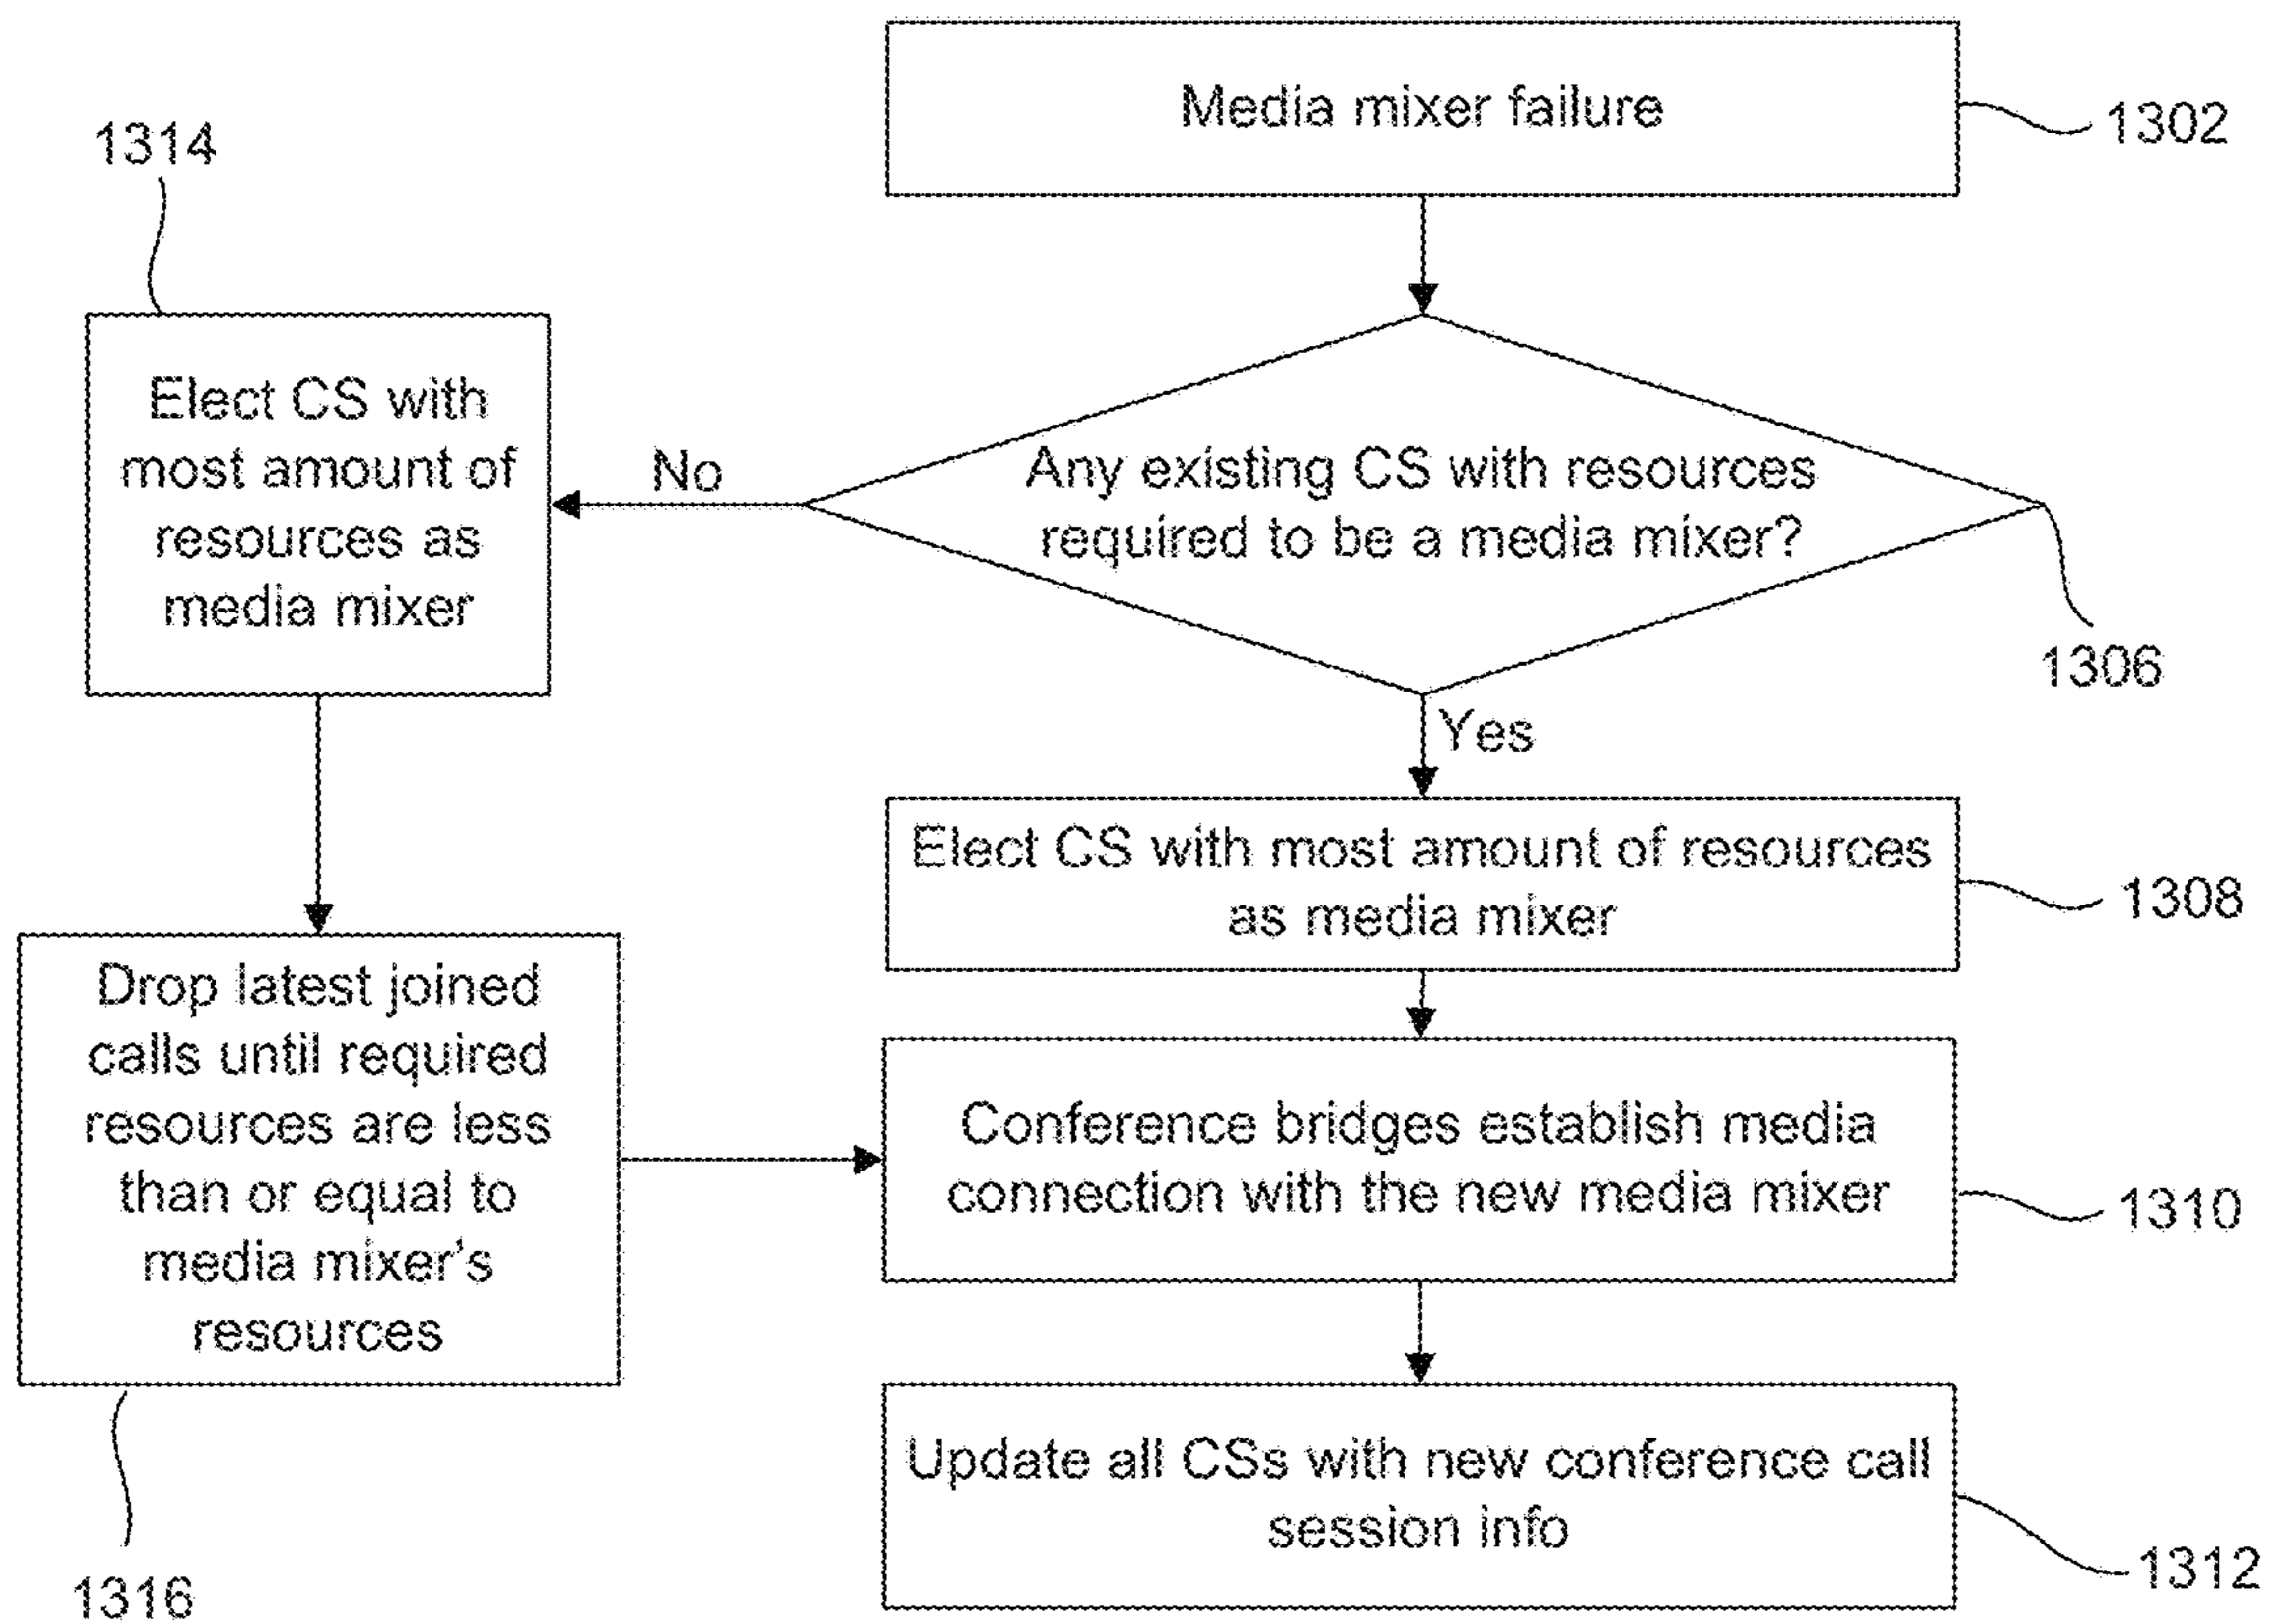 Media mixer failure
1302
1314
Elect CS with
most amount of
resources as
media mixer
No
Any existing CS with resources
required to be a media mixer?
1306
Yes
Elect CS with most amount of resources
as media mixer
1308
Drop latest joined
calls until required
resources are less
than or equal to
media mixer's
resources
1316
Conference bridges establish media
connection with the new media mixer
1310
Update all CSs with new conference call
session info
1312